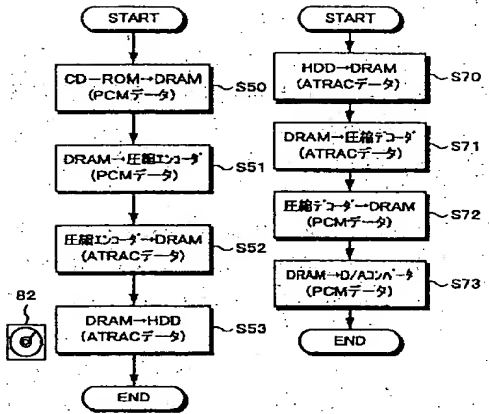 START
CD-ROM→DRAM
(PCMデータ)
S50
DRAM→圧縮エンコーダ
(PCMデータ)
S51
圧縮エンコーダ→DRAM
(ATRACデータ)
S52
82
DRAM→HDD
(ATRACデータ)
S53
END
START
HDD→DRAM
(ATRACデータ)
S70
DRAM→圧縮デコーダ
(ATRACデータ)
S71
圧縮デコーダ→DRAM
(PCMデータ)
S72
DRAM→D/Aコンバータ
(PCMデータ)
S73
END